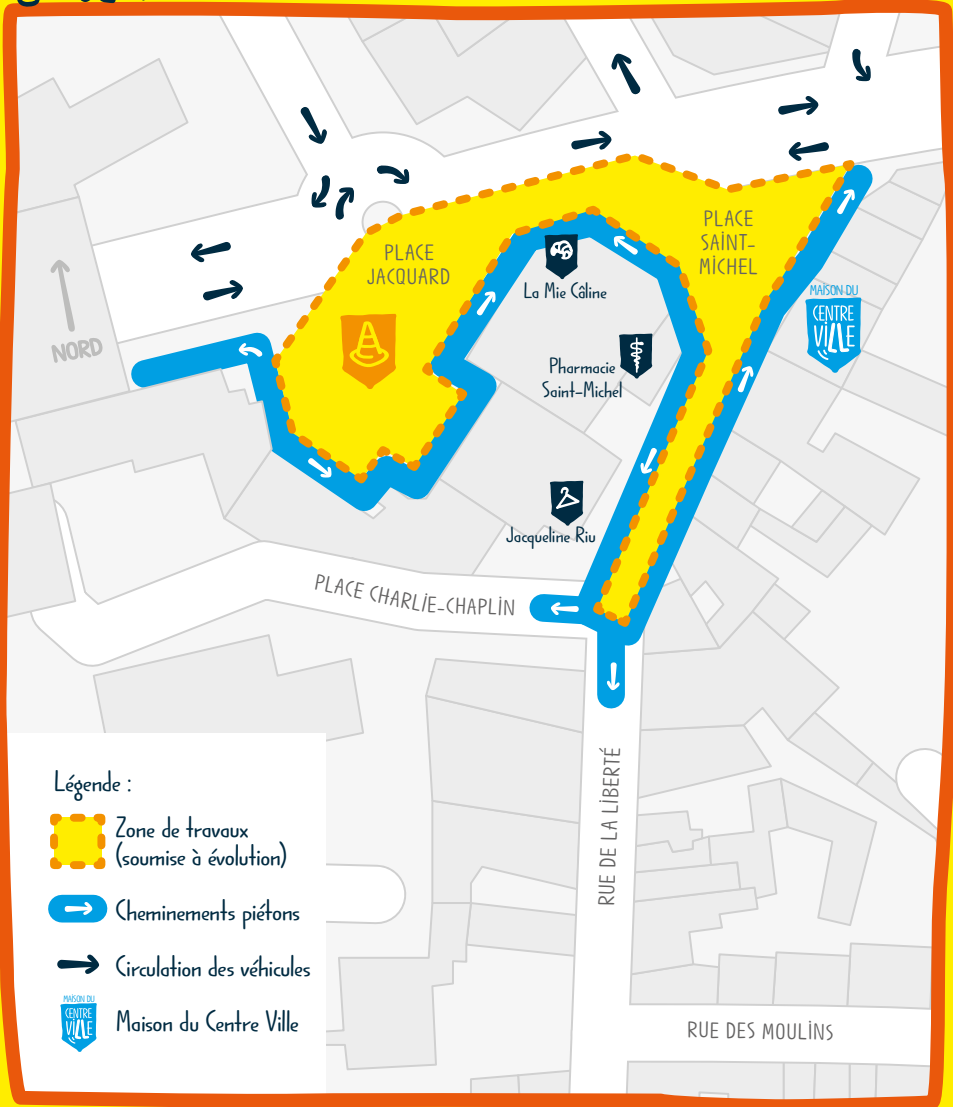 PLACE
JACQUARD
PLACE
SAINT-
MICHEL
La Mie Câline
MAISON DU
CENTRE
VILLE
NORD
Pharmacie
Saint-Michel
Jacqueline Riu
PLACE CHARLIE-CHAPLIN
RUE DE LA LIBERTÉ
RUE DES MOULINS
Légende :
Zone de travaux
(soumise à évolution)
Cheminements piétons
Circulation des véhicules
MAISON DU
CENTRE
VILLE
Maison du Centre Ville